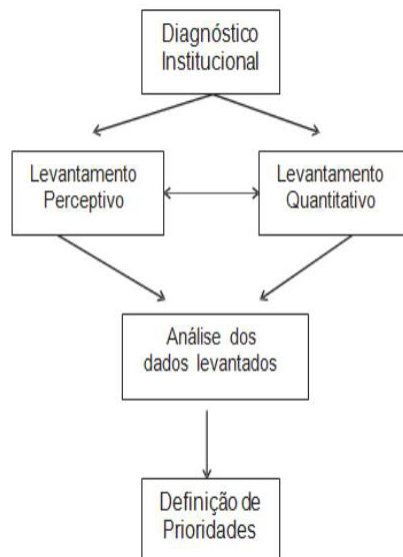 Diagnóstico
Institucional
Levantamento
Perceptivo
Levantamento
Quantitativo
Análise dos
dados levantados
Definição de
Prioridades